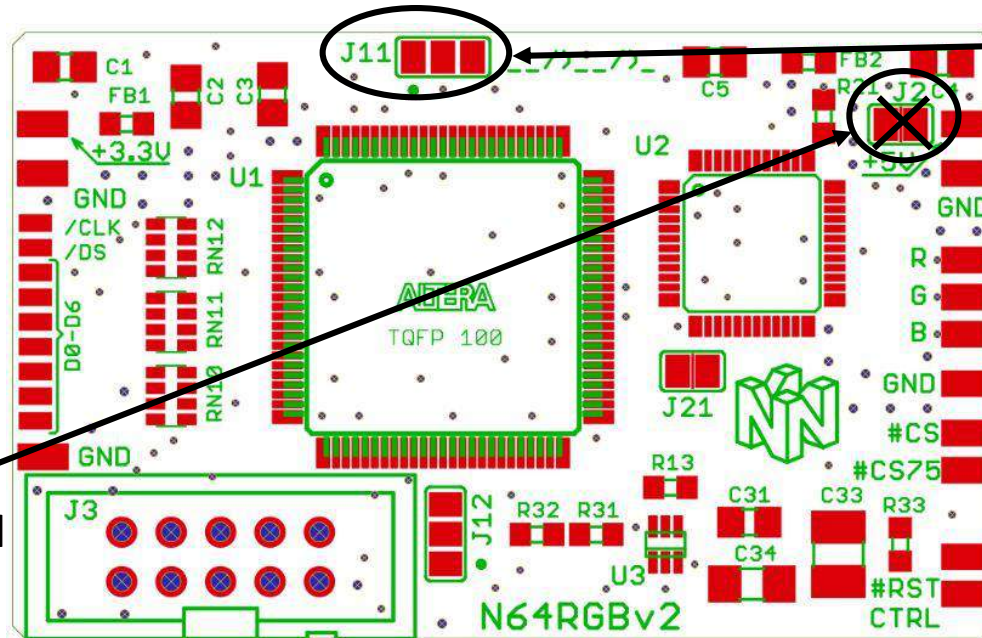 J11
C1
FB1
C2
C3
C5
FB2
R21
J2
C4
+3.3V
+5V
U1
U2
GND
GND
/CLK
/DS
D0-D6
RN12
RN11
RN10
ALTERA
TQFP 100
R
G
B
J21
GND
#CS
#CS75
GND
J3
J12
R32
R31
R13
C31
C33
R33
C34
U3
#RST
CTRL
N64RGBv2